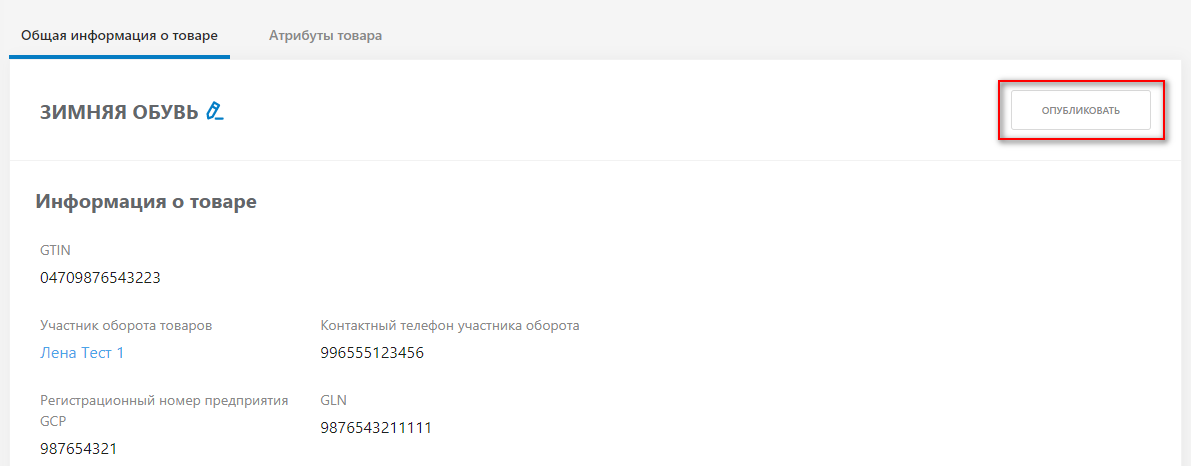 Общая информация о товаре
Атрибуты товара
ЗИМНЯЯ ОБУВЬ
ОПУБЛИКОВАТЬ
Информация о товаре
GTIN
04709876543223
Участник оборота товаров
Лена Тест 1
Контактный телефон участника оборота
996555123456
Регистрационный номер предприятия
GCP
987654321
GLN
9876543211111